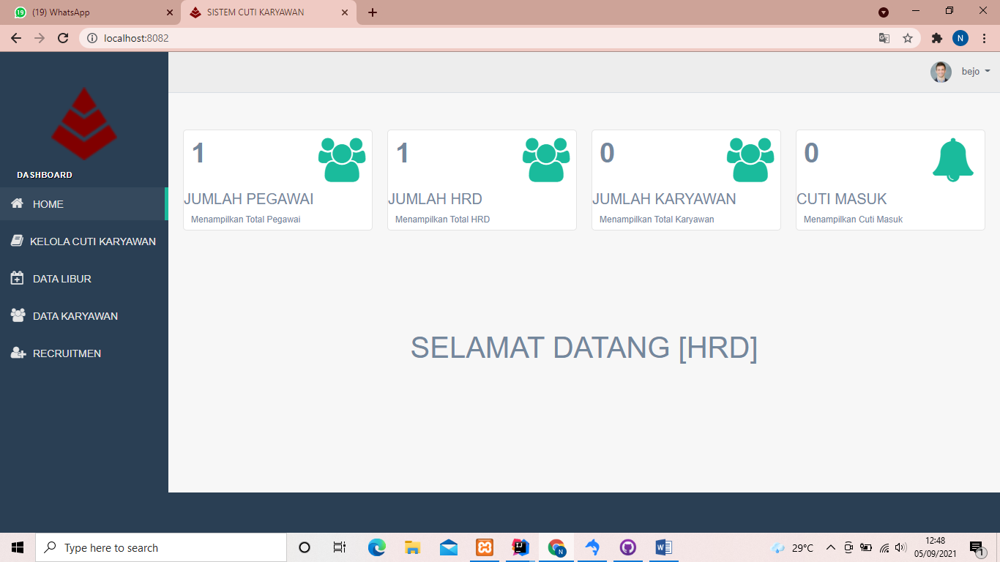 19
(19) WhatsApp
SISTEM CUTI KARYAWAN
localhost:8082
N
bejo
DASHBOARD
HOME
KELOLA CUTI KARYAWAN
DATA LIBUR
DATA KARYAWAN
RECRUITMEN
1
JUMLAH PEGAWAI
Menampilkan Total Pegawai
1
JUMLAH HRD
Menampilkan Total HRD
0
JUMLAH KARYAWAN
Menampilkan Total Karyawan
0
CUTI MASUK
Menampilkan Cuti Masuk
SELAMAT DATANG [HRD]
Type here to search
IJ
N
W
29°C
12:48
05/09/2021
1